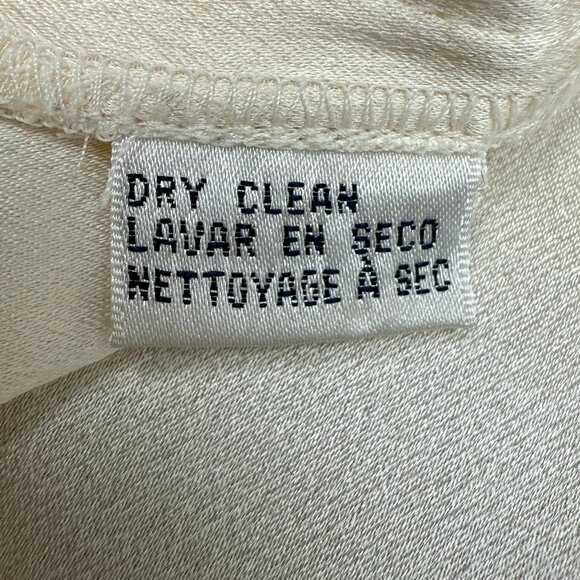 DRY CLEAN
LAVAR EN SECO
NETTOYAGE À SEC